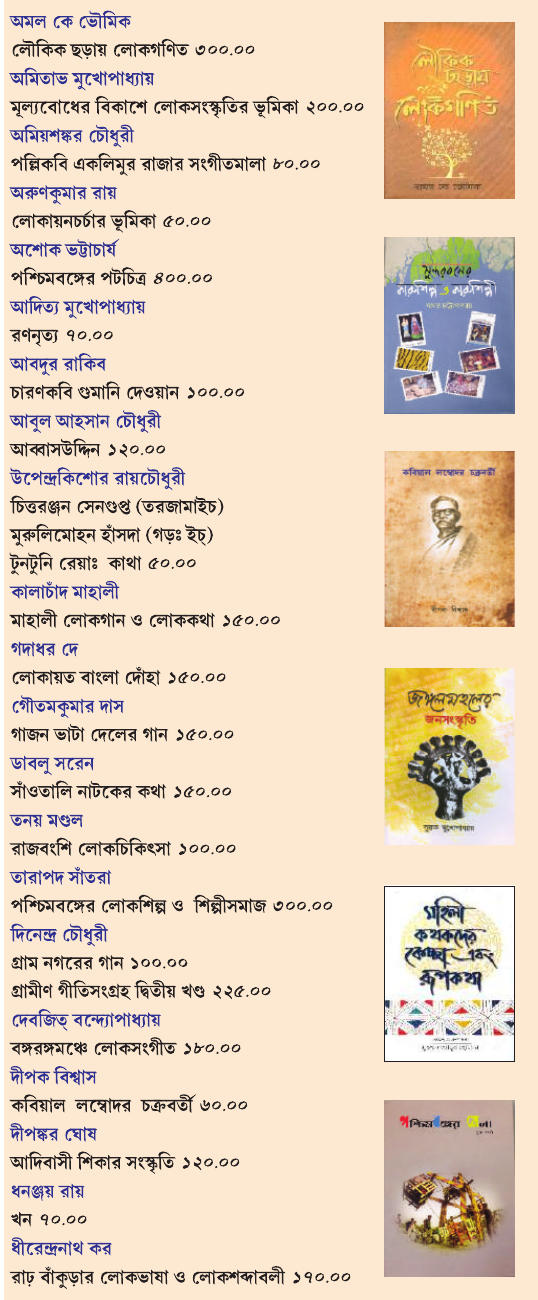 অমল কে ভৌমিক
লৌকিক ছড়ায় লোকগণিত ৩০০.০০
অমিতাভ মুখোপাধ্যায়
মূল্যবোধের বিকাশে লোকসংস্কৃতির ভূমিকা ২০০.০০
অমিয়শঙ্কর চৌধুরী
পল্লিকবি একলিমুর রাজার সংগীতমালা ৮০.০০
অরুণকুমার রায়
লোকায়নচর্চার ভূমিকা ৫০.০০
অশোক ভট্টাচার্য
পশ্চিমবঙ্গের পটচিত্র ৪০০.০০
আদিত্য মুখোপাধ্যায়
রণনৃত্য ৭০.০০
আবদুর রাকিব
চারণকবি গুমানি দেওয়ান ১০০.০০
আবুল আহসান চৌধুরী
আব্বাসউদ্দিন ১২০.০০
উপেন্দ্রকিশোর রায়চৌধুরী
চিত্তরঞ্জন সেনগুপ্ত (তরজামাইচ)
মুরুলিমোহন হাঁসদা (গড়ঃ ইচ্)
টুনটুনি রেয়াঃ কাথা ৫০.০০
কালাচাঁদ মাহালী
মাহালী লোকগান ও লোককথা ১৫০.০০
গদাধর দে
লোকায়ত বাংলা দোঁহা ১৫০.০০
গৌতমকুমার দাস
গাজন ভাটা দেলের গান ১৫০.০০
ডাবলু সরেন
সাঁওতালি নাটকের কথা ১৫০.০০
তনয় মণ্ডল
রাজবংশি লোকচিকিৎসা ১০০.০০
তারাপদ সাঁতরা
পশ্চিমবঙ্গের লোকশিল্প ও শিল্পীসমাজ ৩০০.০০
দিনেন্দ্র চৌধুরী
গ্রাম নগরের গান ১০০.০০
গ্রামীণ গীতিসংগ্রহ দ্বিতীয় খণ্ড ২২৫.০০
দেবজিত্ বন্দ্যোপাধ্যায়
বঙ্গরঙ্গমঞ্চে লোকসংগীত ১৮০.০০
দীপক বিশ্বাস
কবিয়াল লম্বোদর চক্রবর্তী ৬০.০০
দীপঙ্কর ঘোষ
আদিবাসী শিকার সংস্কৃতি ১২০.০০
ধনঞ্জয় রায়
খন ৭০.০০
ধীরেন্দ্রনাথ কর
রাঢ় বাঁকুড়ার লোকভাষা ও লোকশব্দাবলী ১৭০.০০
লৌকিক
ছড়ায়
লোকগণিত
অমল কে ভৌমিক
সুন্দরবনের
কারুশিল্প ও কারুশিল্পী
কবিয়াল লম্বোদর চক্রবর্তী
দীপক বিশ্বাস
জঙ্গলমহলের
জনসংস্কৃতি
সুব্রত মুখোপাধ্যায়
মহিলা
কথকদের
কেচ্ছা এবং
রূপকথা
পশ্চিমবঙ্গের মেলা